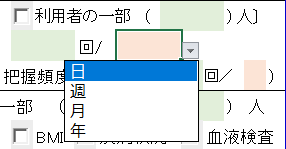 利用者の一部 ( ) 人〕
回/
日
週
月
年
把握頻度 回／ )
一部 ( ) 人
BMI 血液検査